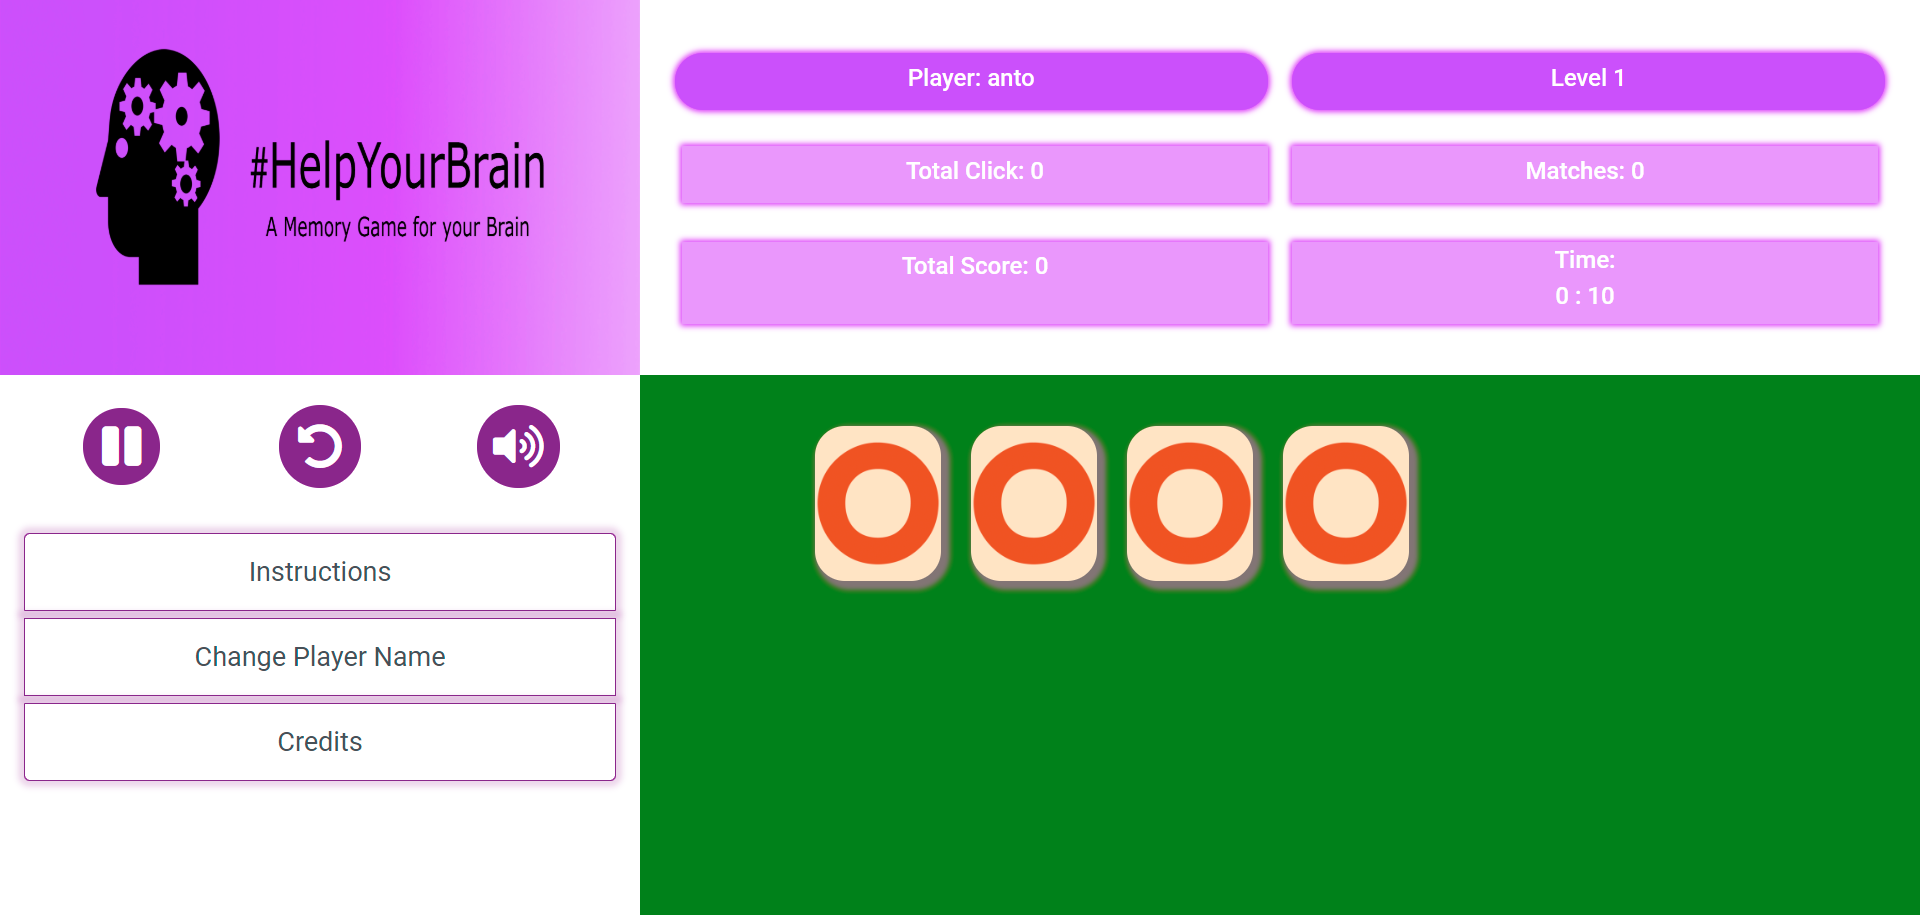 #HelpYourBrain
A Memory Game for your Brain
Player: anto
Level 1
Total Click: 0
Matches: 0
Total Score: 0
Time:
0 : 10
Instructions
Change Player Name
Credits